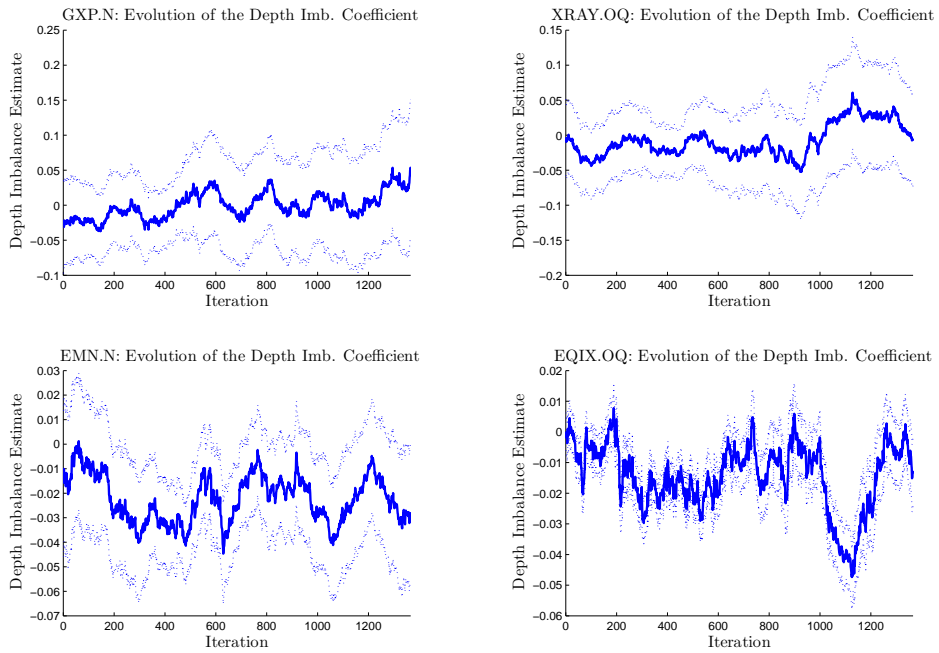 GXP.N: Evolution of the Depth Imb. Coefficient
0.25
0.2
0.15
0.1
0.05
0
−0.05
−0.1
Depth Imbalance Estimate
0 200 400 600 800 1000 1200
Iteration
XRAY.OQ: Evolution of the Depth Imb. Coefficient
0.15
0.1
0.05
0
−0.05
−0.1
−0.15
−0.2
Depth Imbalance Estimate
0 200 400 600 800 1000 1200
Iteration
EMN.N: Evolution of the Depth Imb. Coefficient
0.03
0.02
0.01
0
−0.01
−0.02
−0.03
−0.04
−0.05
−0.06
−0.07
Depth Imbalance Estimate
0 200 400 600 800 1000 1200
Iteration
EQIX.OQ: Evolution of the Depth Imb. Coefficient
0.02
0.01
0
−0.01
−0.02
−0.03
−0.04
−0.05
−0.06
Depth Imbalance Estimate
0 200 400 600 800 1000 1200
Iteration